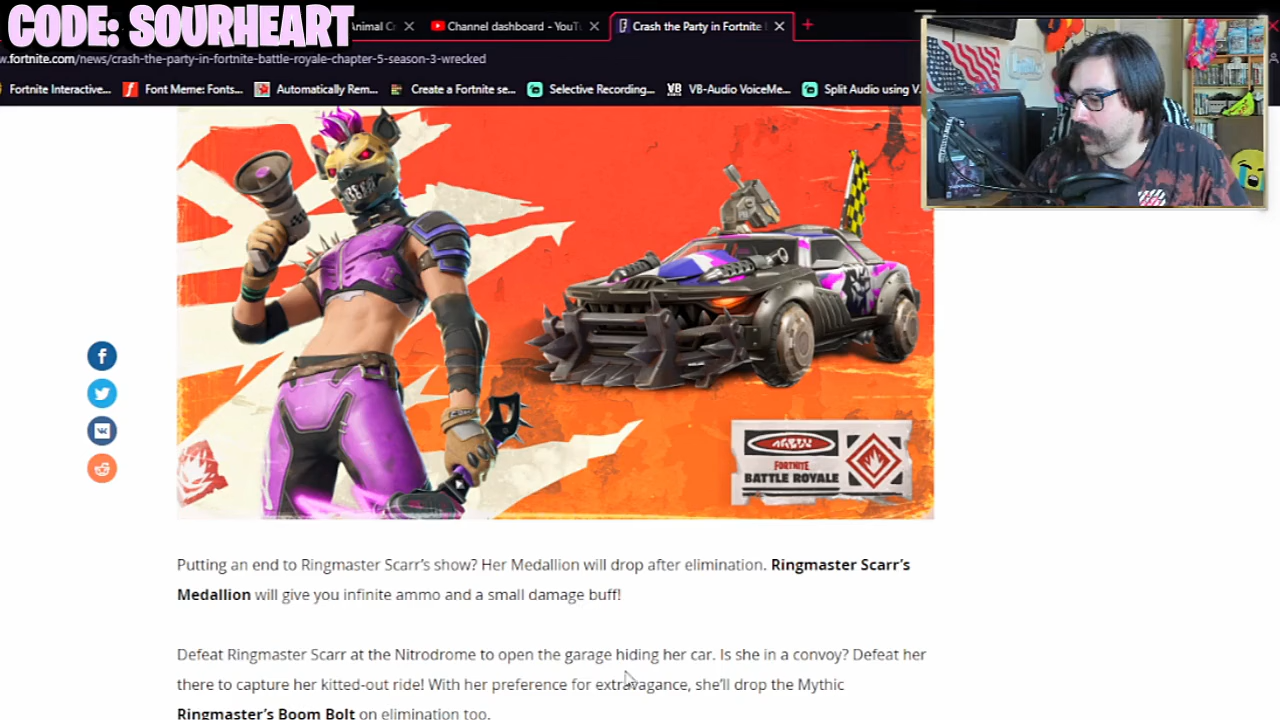 CODE: SOURHEART
Animal Cr
Channel dashboard - YouTu
Crash the Party in Fortnite
w.fortnite.com/news/crash-the-party-in-fortnite-battle-royale-chapter-5-season-3-wrecked
Fortnite Interactive...
Font Meme: Fonts...
Automatically Rem...
Create a Fortnite se...
Selective Recording...
VB-Audio VoiceMe...
Split Audio using V
FORTNITE
BATTLE ROYALE
Putting an end to Ringmaster Scarr's show? Her Medallion will drop after elimination. Ringmaster Scarr's
Medallion will give you infinite ammo and a small damage buff!
Defeat Ringmaster Scarr at the Nitrodrome to open the garage hiding her car. Is she in a convoy? Defeat her
there to capture her kitted-out ride! With her preference for extravagance, she'll drop the Mythic
Ringmaster's Boom Bolt on elimination too.